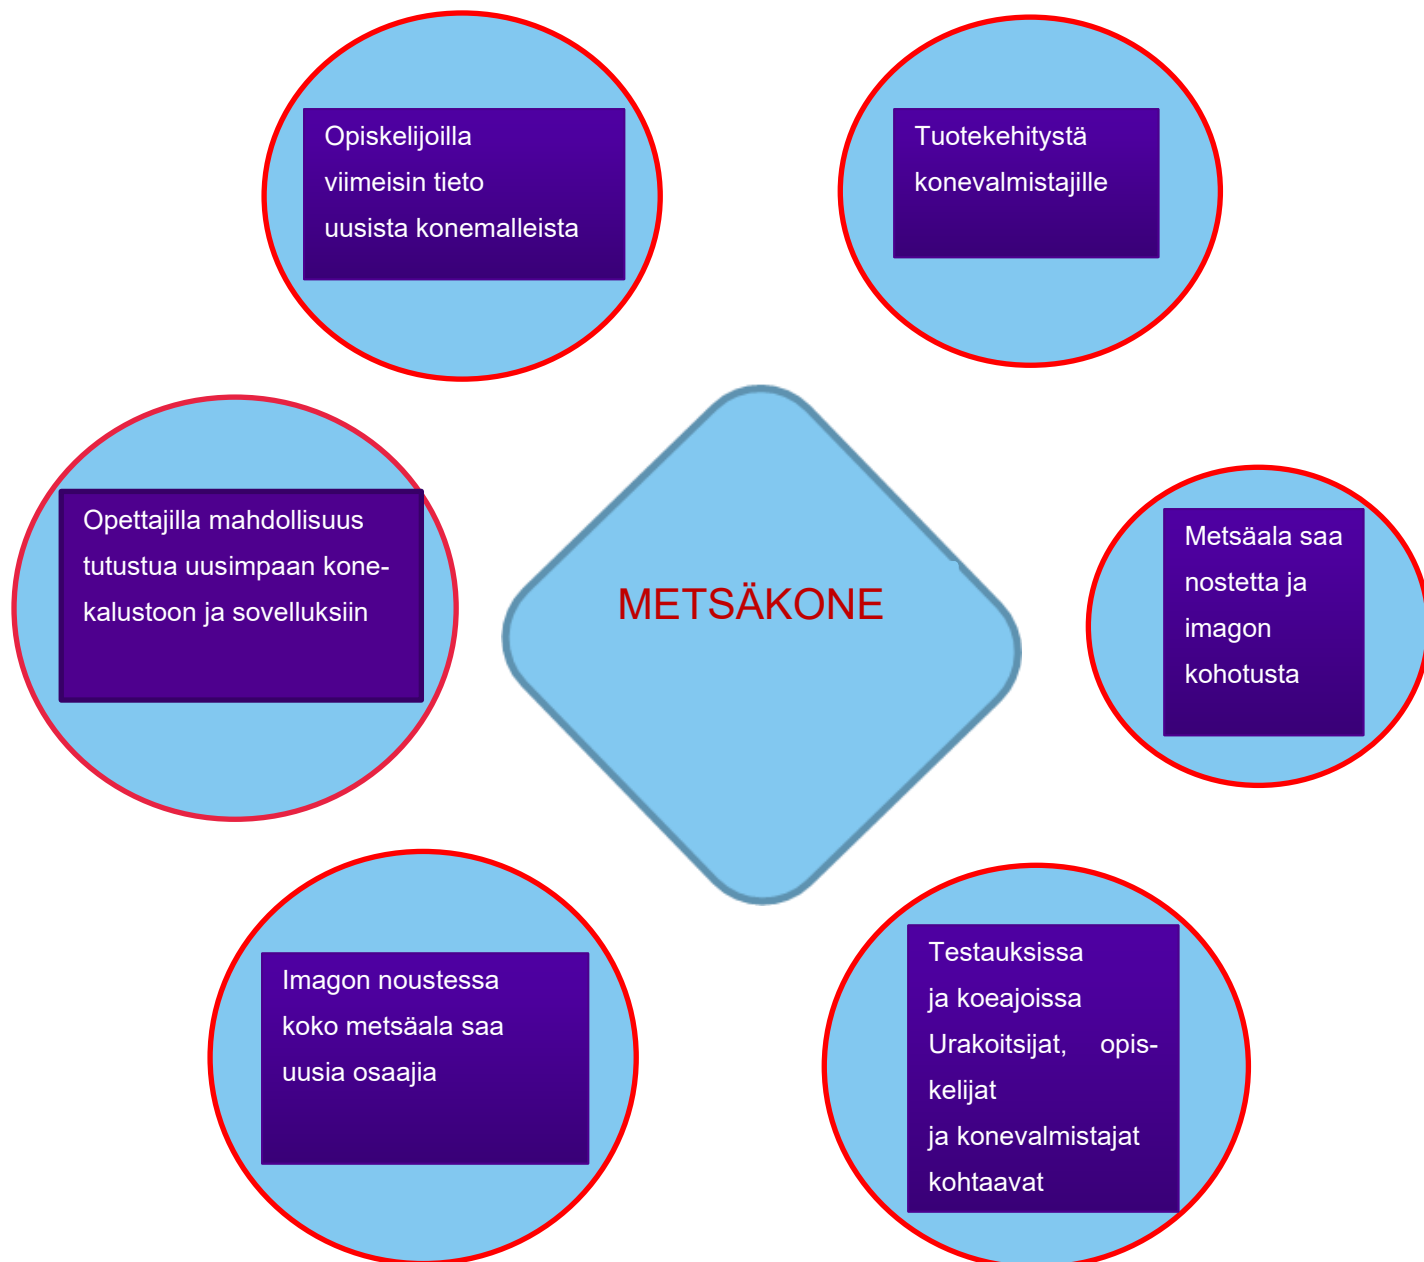 Opiskelijoilla
viimeisin tieto
uusista konemalleista
Tuotekehitystä
konevalmistajille
Opettajilla mahdollisuus
tutustua uusimpaan kone-
kalustoon ja sovelluksiin
METSÄKONE
Metsäala saa
nostetta ja
imagon
kohotusta
Imagon noustessa
koko metsäala saa
uusia osaajia
Testauksissa
ja koeajoissa
Urakoitsijat, opis-
kelijat
ja konevalmistajat
kohtaavat